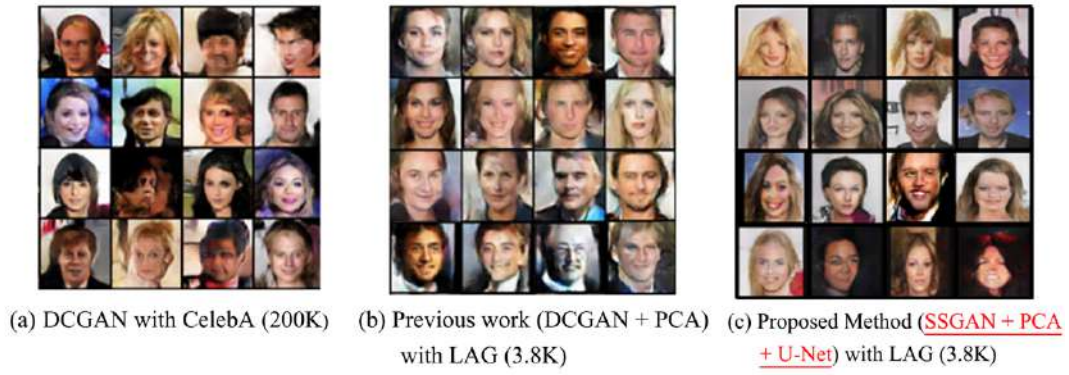 (a) DCGAN with CelebA (200K)
(b) Previous work (DCGAN + PCA)
with LAG (3.8K)
(c) Proposed Method (SSGAN + PCA
+ U-Net) with LAG (3.8K)